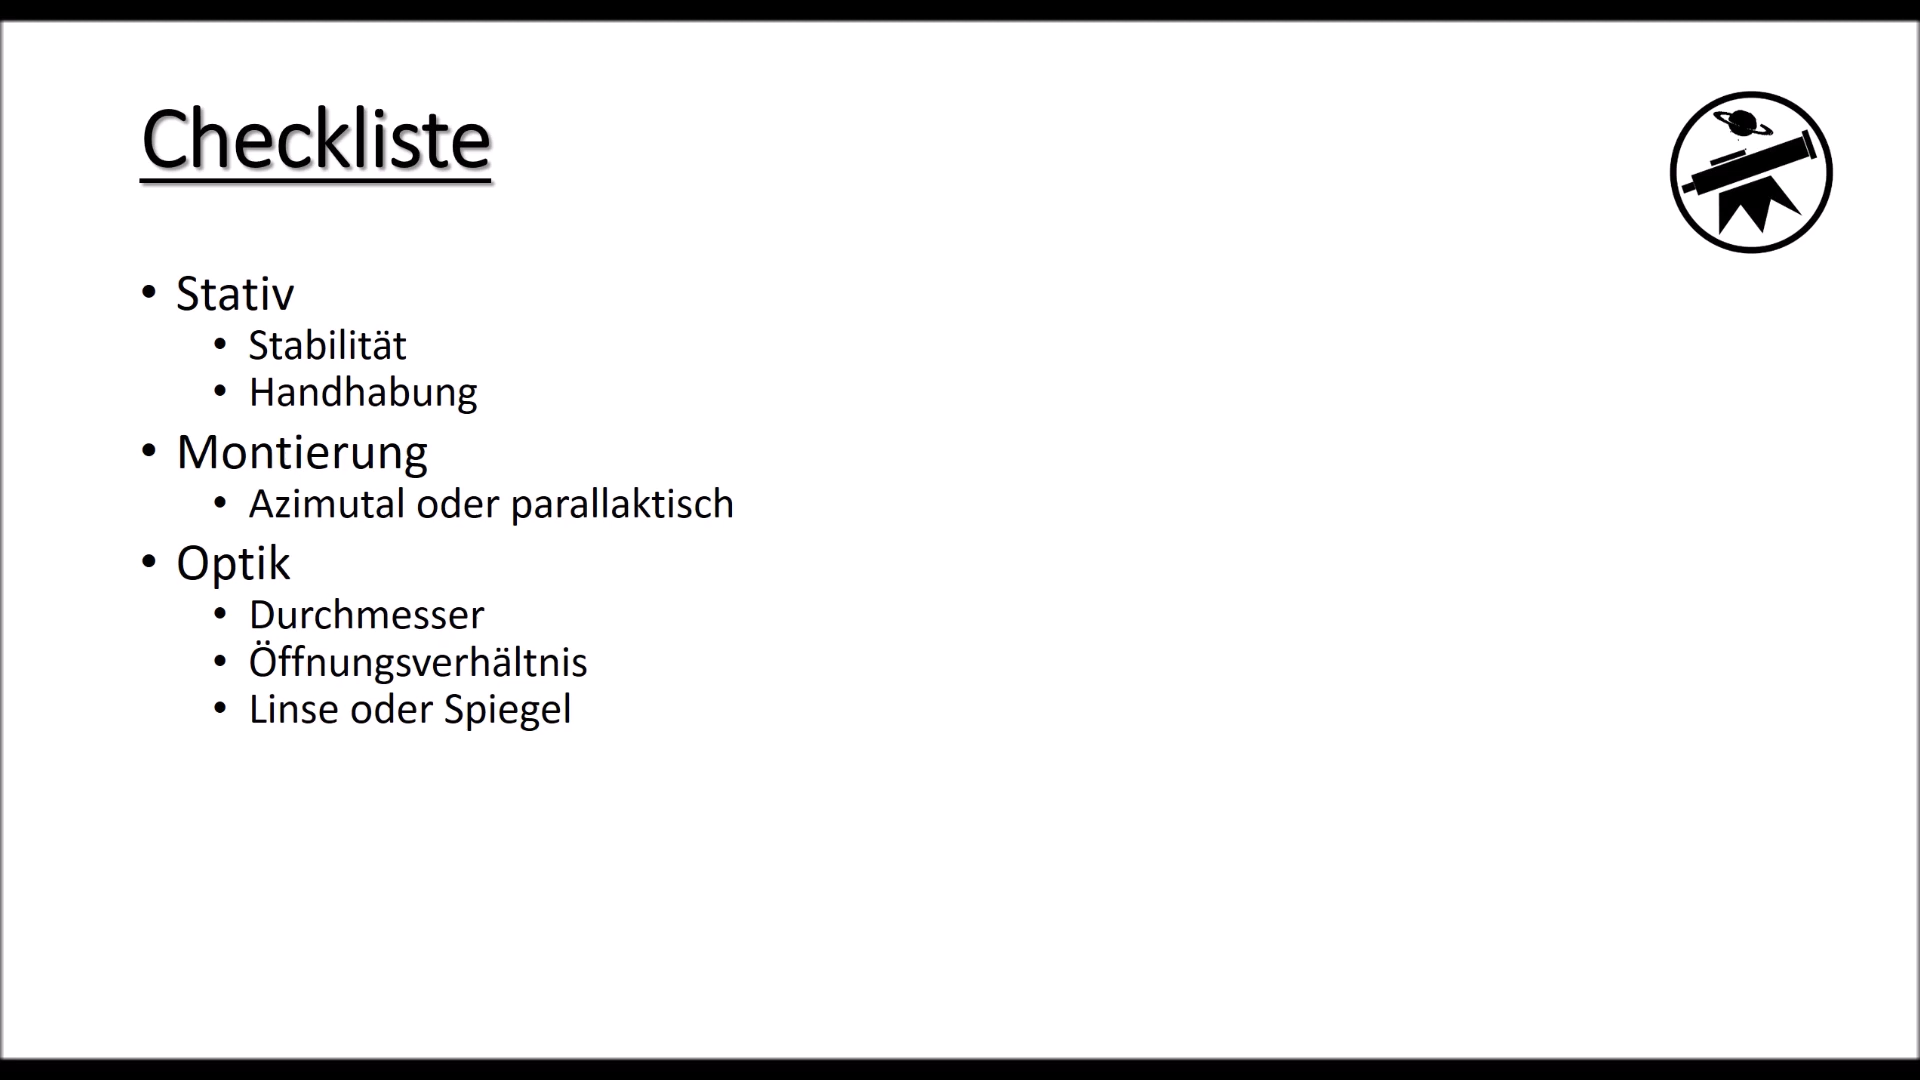 Checkliste
• Stativ
• Stabilität
• Handhabung
• Montierung
• Azimutal oder parallaktisch
• Optik
• Durchmesser
• Öffnungsverhältnis
• Linse oder Spiegel